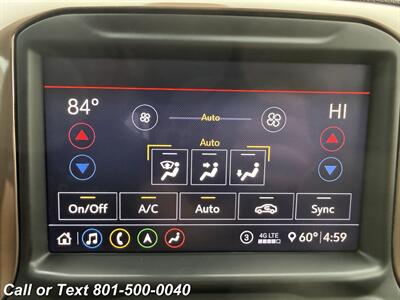 84° HI
Auto
Auto
On/Off A/C Auto Sync
3 4G LTE 60° 4:59
Call or Text 801-500-0040